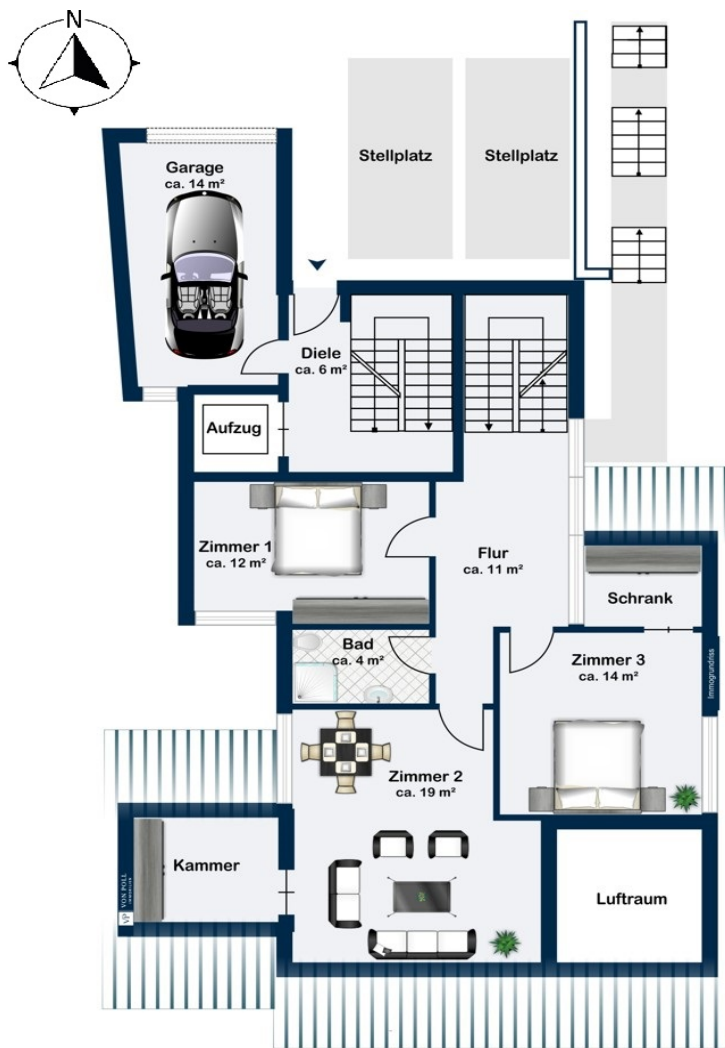 N
Garage
ca. 14 m²
Stellplatz
Stellplatz
Diele
ca. 6 m²
Aufzug
Zimmer 1
ca. 12 m²
Flur
ca. 11 m²
Schrank
Bad
ca. 4 m²
Zimmer 3
ca. 14 m²
Immogrundriss
Zimmer 2
ca. 19 m²
Kammer
VP VON POLL
IMMOBILIEN
Luftraum